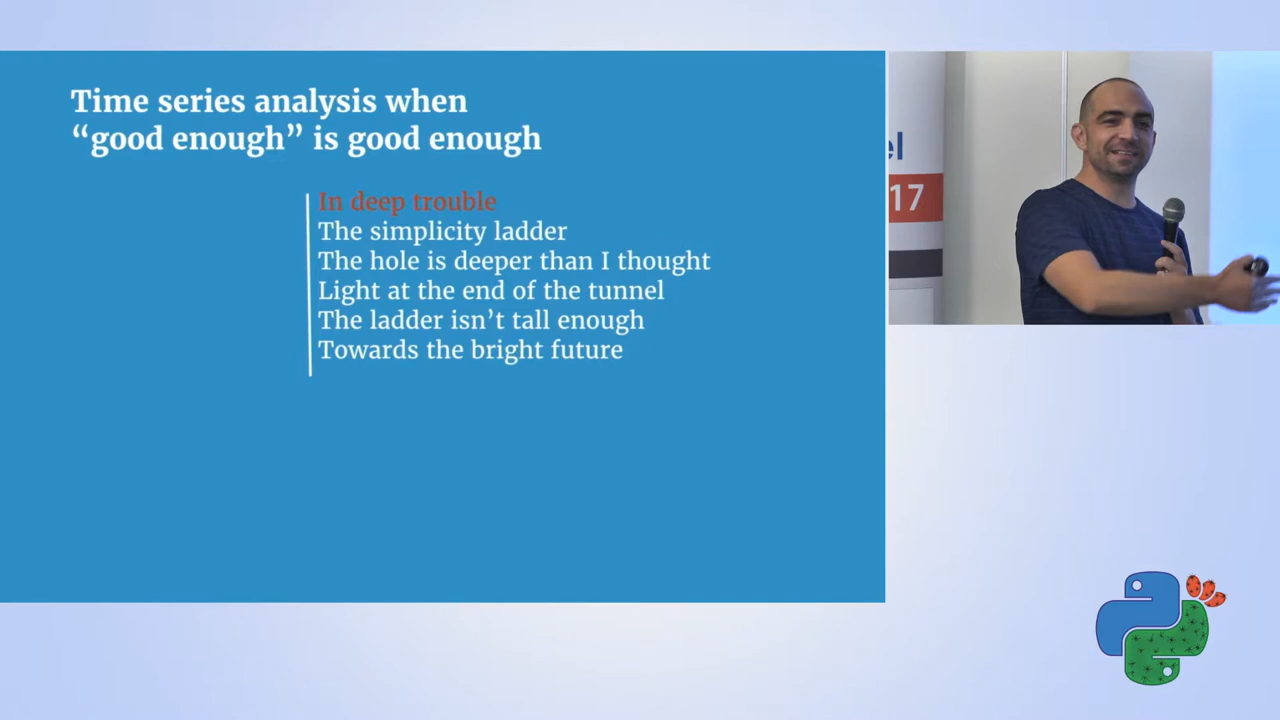 Time series analysis when
“good enough” is good enough
In deep trouble
The simplicity ladder
The hole is deeper than I thought
Light at the end of the tunnel
The ladder isn’t tall enough
Towards the bright future
el
17